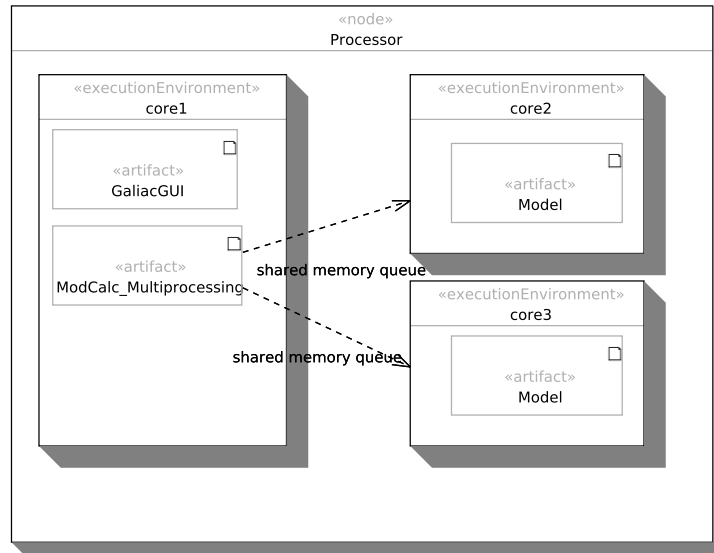 «node»
Processor
«executionEnvironment»
core1
«artifact»
GaliacGUI
«artifact»
ModCalc_Multiprocessing
«executionEnvironment»
core2
«artifact»
Model
shared memory queue
«executionEnvironment»
core3
«artifact»
Model
shared memory queue